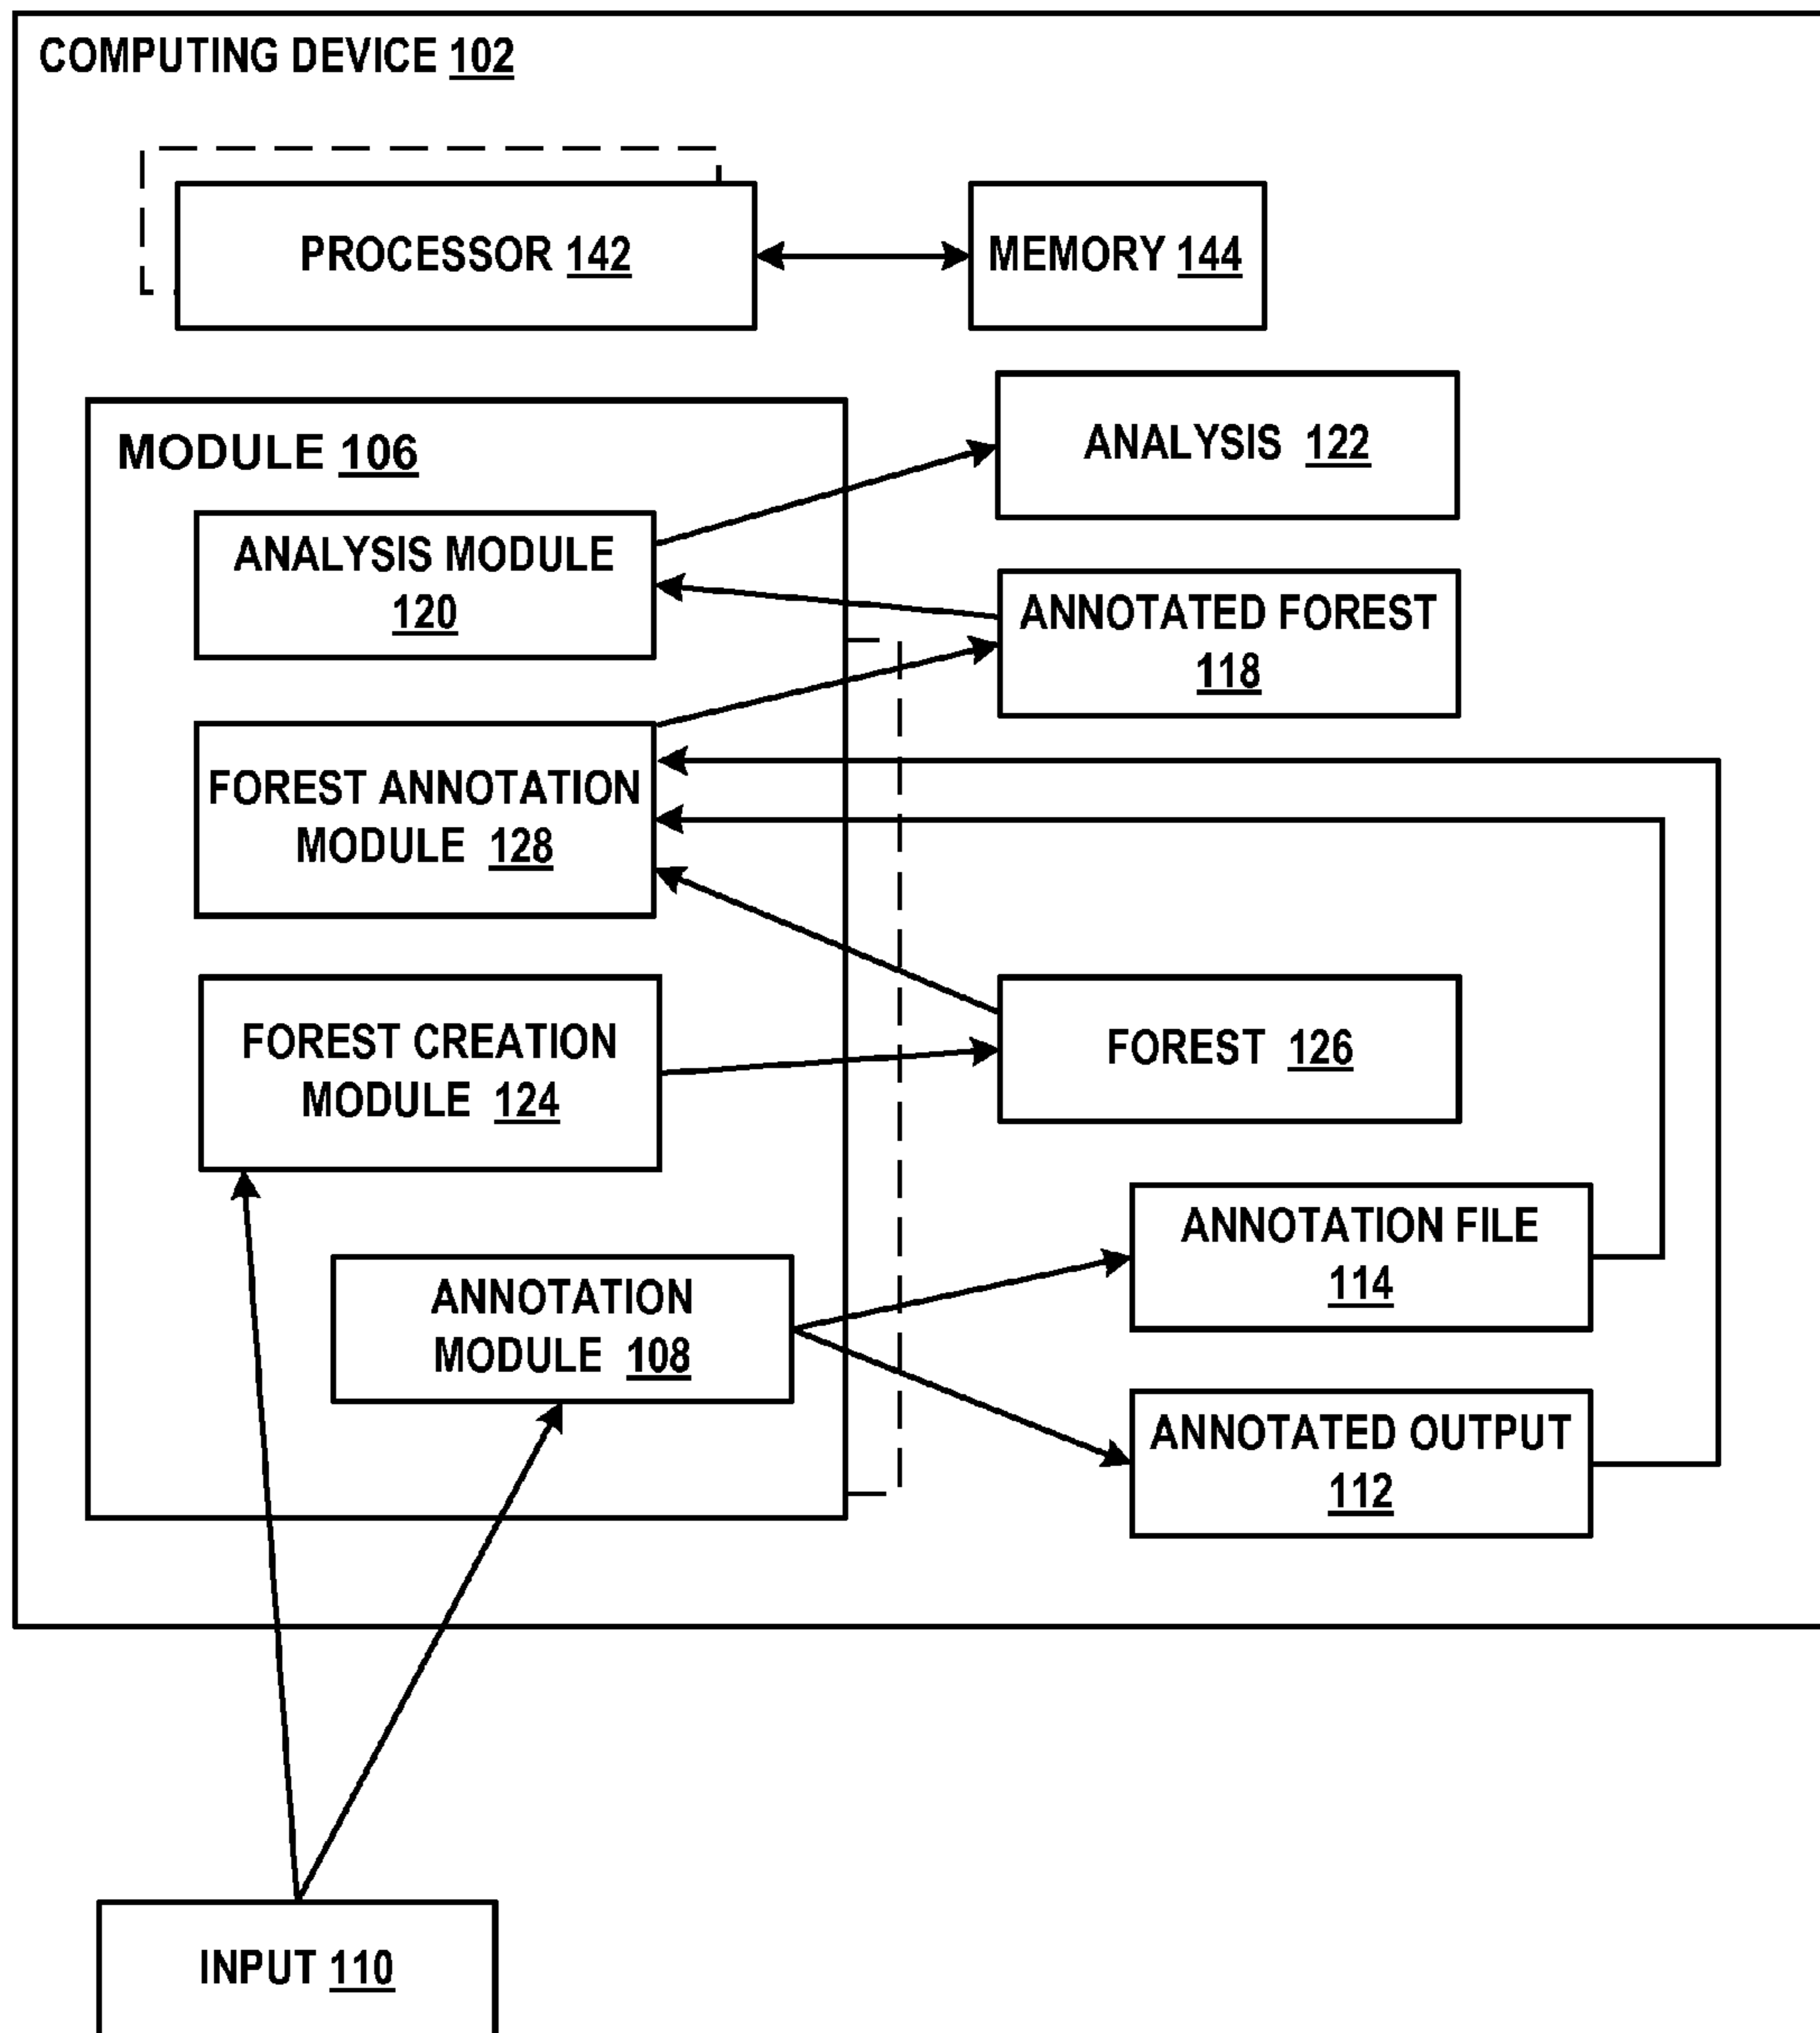 COMPUTING DEVICE 102
PROCESSOR 142
MEMORY 144
ANALYSIS 122
MODULE 106
ANALYSIS MODULE
120
ANNOTATED FOREST
118
FOREST ANNOTATION
MODULE 128
FOREST CREATION
MODULE 124
FOREST 126
ANNOTATION FILE
114
ANNOTATION
MODULE 108
ANNOTATED OUTPUT
112
INPUT 110